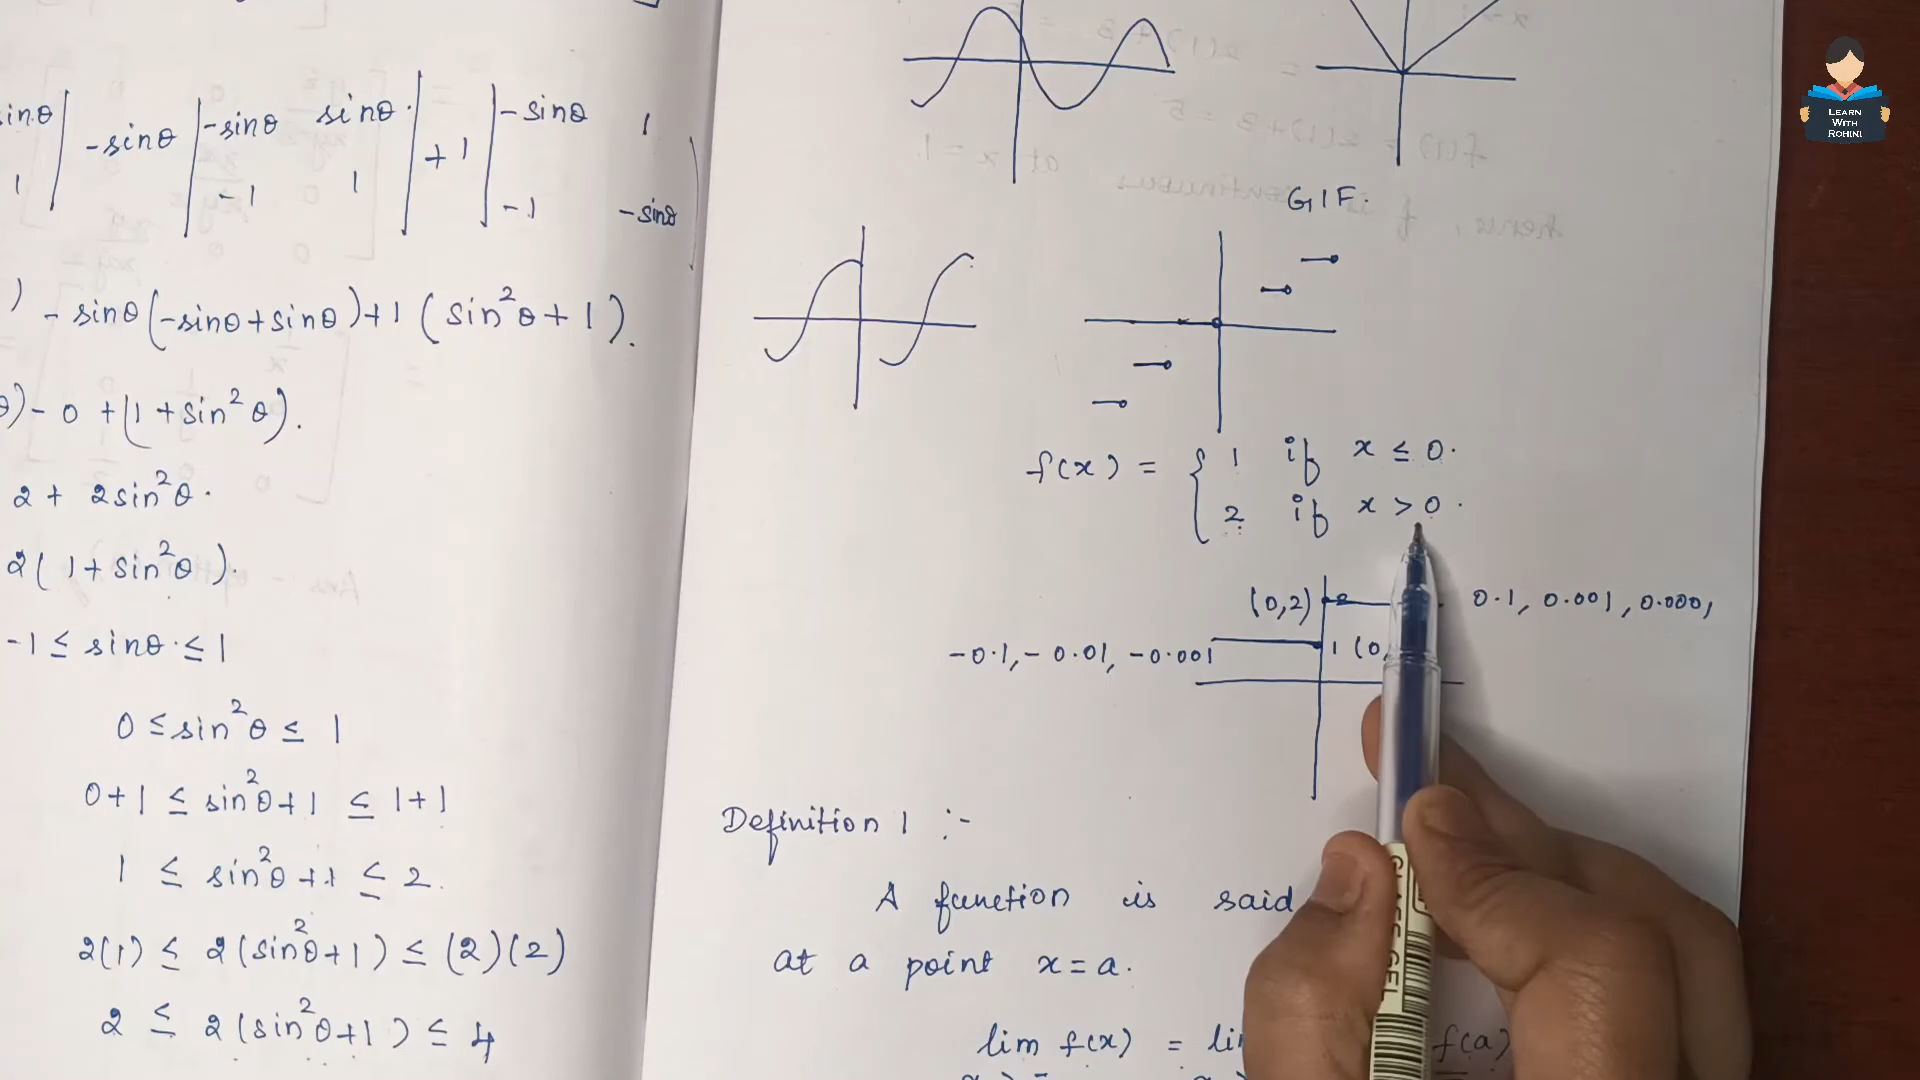 sinθ | -sinθ | -sinθ sinθ | + 1 | -sinθ 1
1 | -1 1 | -1 -sinθ
) - sinθ(-sinθ+sinθ)+1 (sin²θ+1).
θ) - 0 + (1 + sin²θ).
2 + 2sin²θ.
2(1+sin²θ).
-1 ≤ sinθ ≤ 1
0 ≤ sin²θ ≤ 1
0+1 ≤ sin²θ+1 ≤ 1+1
1 ≤ sin²θ+1 ≤ 2.
2(1) ≤ 2(sin²θ+1) ≤ (2)(2)
2 ≤ 2(sin²θ+1) ≤ 4
GIF.
f(x) = { 1 if x ≤ 0.
2 if x > 0.
(0,2) 2 0.1, 0.001, 0.000,
-0.1, -0.01, -0.001 1 (0,
Definition 1 :-
A function is said
at a point x=a.
lim f(x) = f(a)
LEARN
WITH
ROHINI